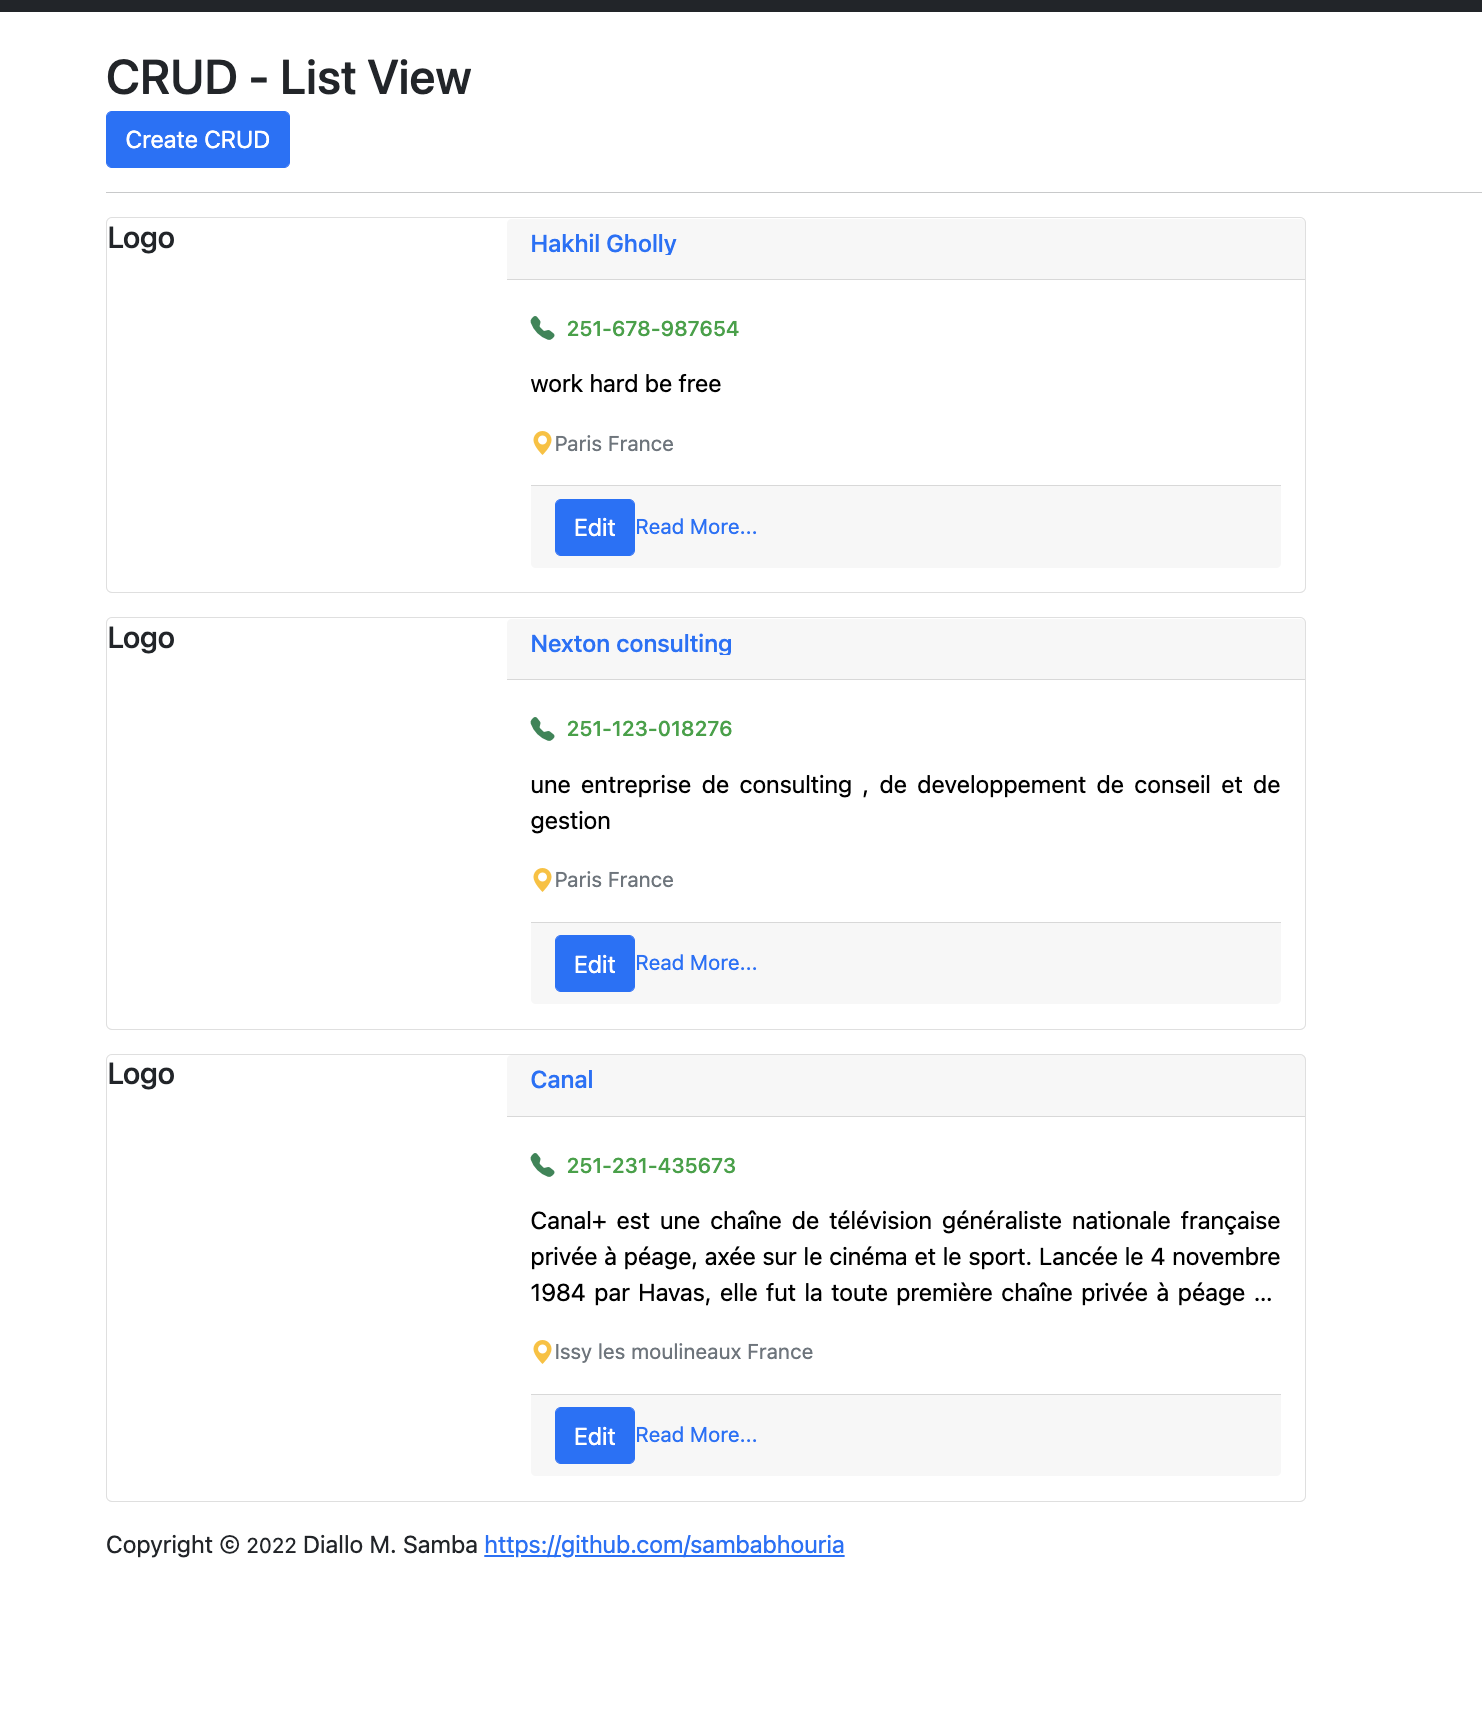 CRUD - List View
Create CRUD
Logo
Hakhil Gholly
251-678-987654
work hard be free
Paris France
Edit Read More...
Logo
Nexton consulting
251-123-018276
une entreprise de consulting , de developpement de conseil et de
gestion
Paris France
Edit Read More...
Logo
Canal
251-231-435673
Canal+ est une chaîne de télévision généraliste nationale française
privée à péage, axée sur le cinéma et le sport. Lancée le 4 novembre
1984 par Havas, elle fut la toute première chaîne privée à péage ...
Issy les moulineaux France
Edit Read More...
Copyright © 2022 Diallo M. Samba https://github.com/sambabhouria